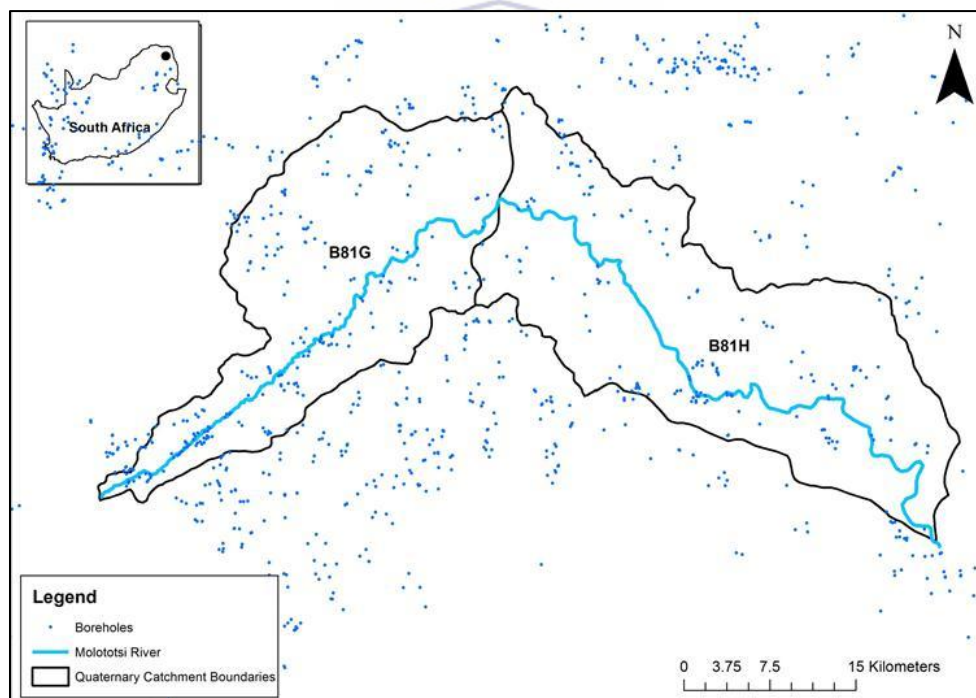 N
South Africa
B81G
B81H
Legend
Boreholes
Molototsi River
Quaternary Catchment Boundaries
0 3.75 7.5 15 Kilometers